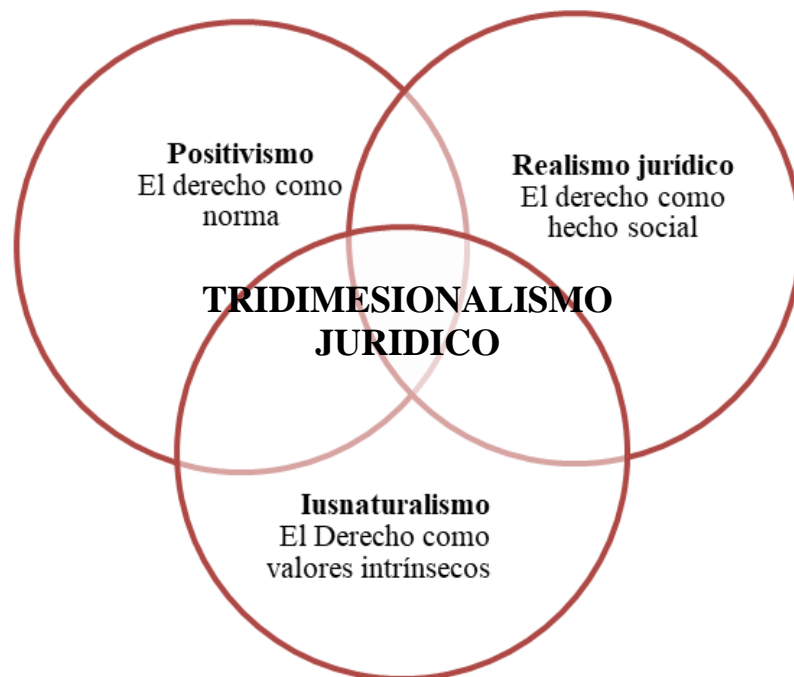 Positivismo
El derecho como
norma
Realismo jurídico
El derecho como
hecho social
TRIDIMESIONALISMO
JURIDICO
Iusnaturalismo
El Derecho como
valores intrínsecos